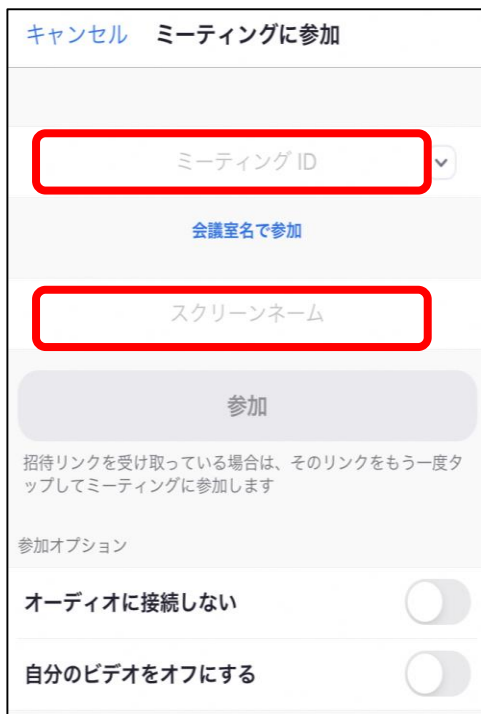 キャンセル ミーティングに参加
ミーティング ID
会議室名で参加
スクリーンネーム
参加
招待リンクを受け取っている場合は、そのリンクをもう一度タ
ップしてミーティングに参加します
参加オプション
オーディオに接続しない
自分のビデオをオフにする